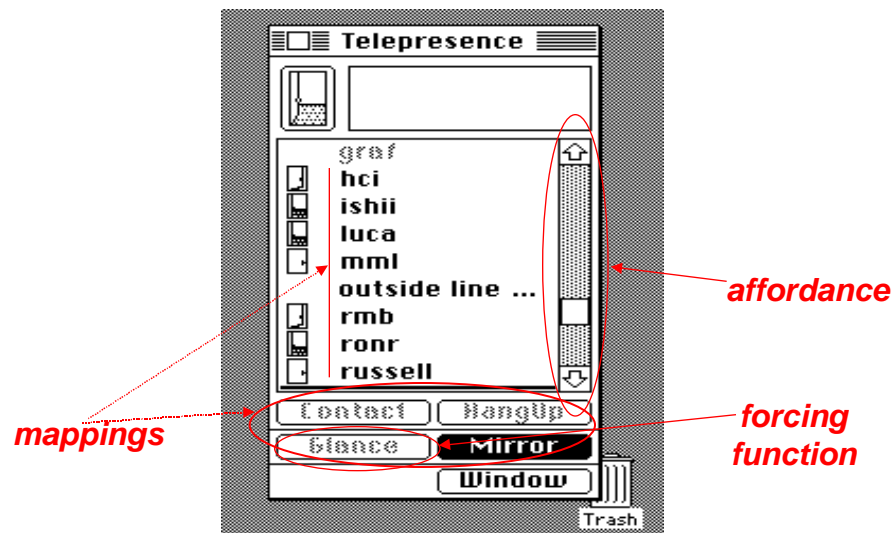 Telepresence
graf
hci
ishii
luca
mml
outside line ...
rmb
ronr
russell
affordance
Contact HangUp
mappings
Glance Mirror
forcing
function
Window
Trash